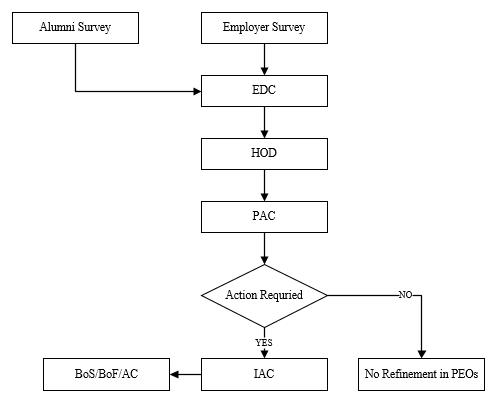 Alumni Survey
Employer Survey
EDC
HOD
PAC
Action Requried
NO
YES
BoS/BoF/AC
IAC
No Refinement in PEOs